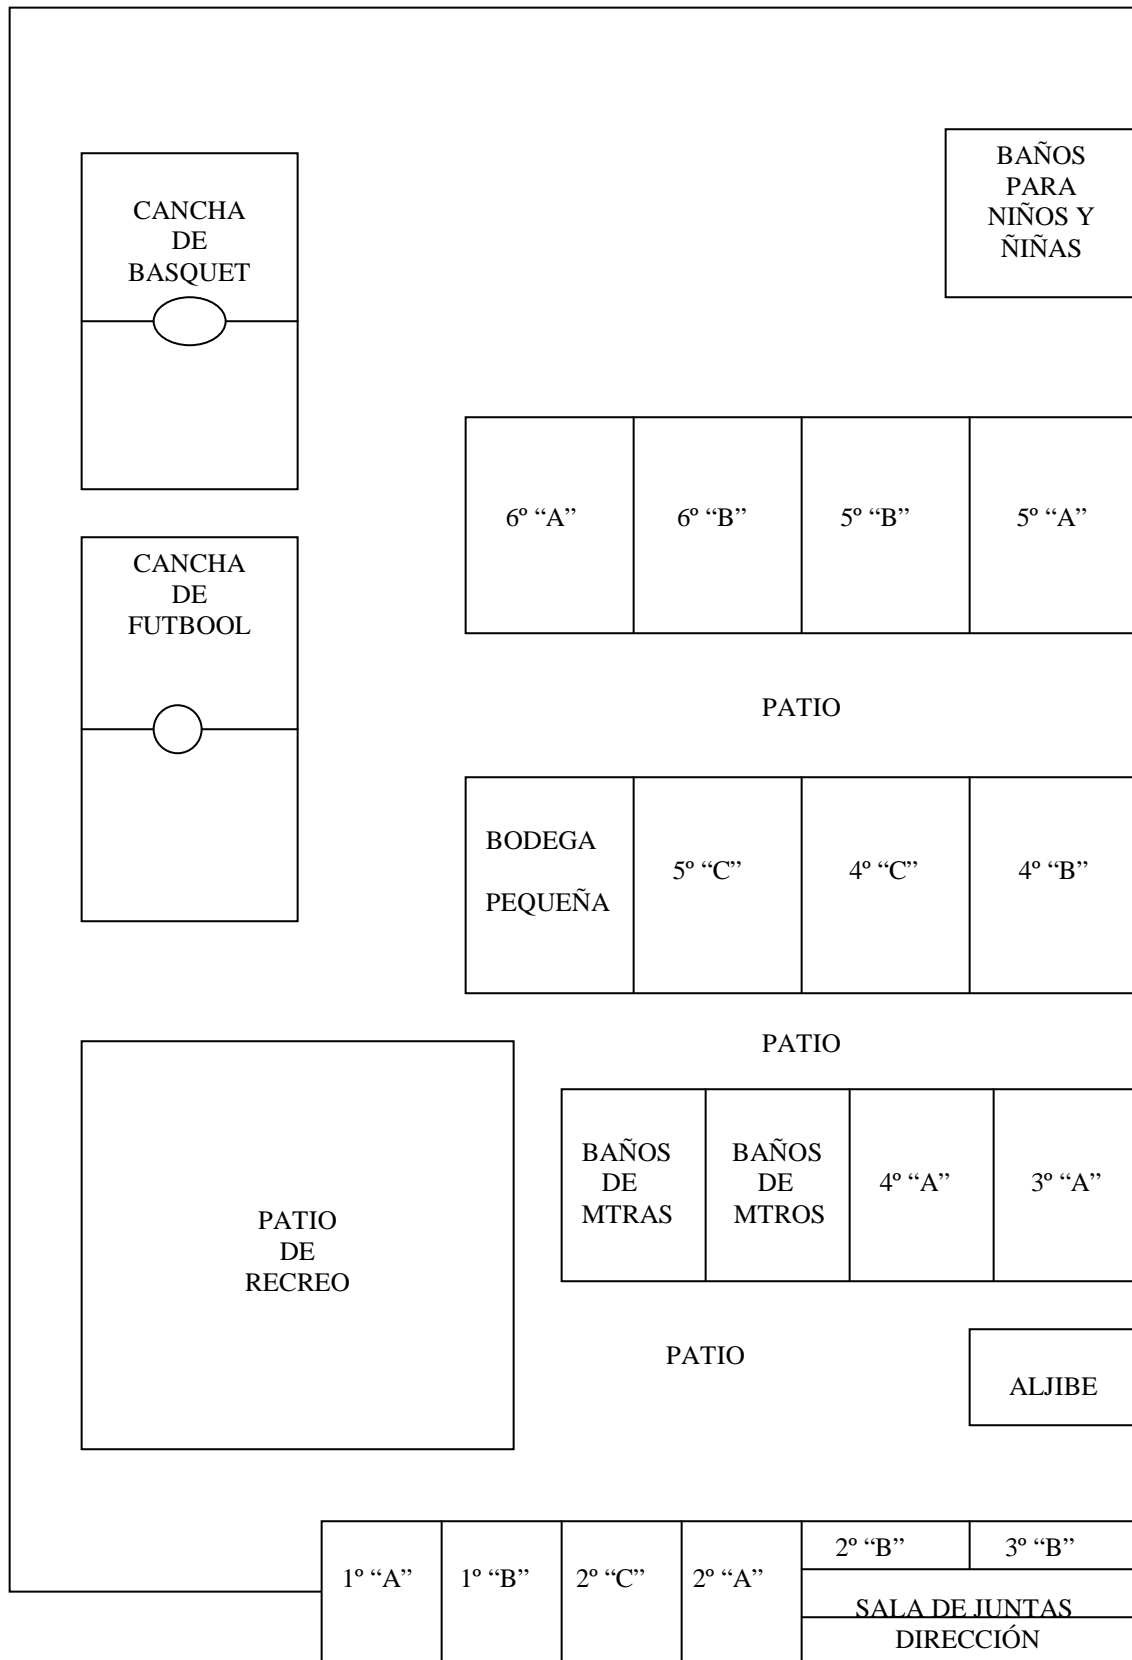 BAÑOS
PARA
NIÑOS Y
ÑIÑAS
CANCHA
DE
BASQUET
6º “A”
6º “B”
5º “B”
5º “A”
CANCHA
DE
FUTBOOL
PATIO
BODEGA
PEQUEÑA
5º “C”
4º “C”
4º “B”
PATIO
BAÑOS
DE
MTRAS
BAÑOS
DE
MTROS
4º “A”
3º “A”
PATIO
DE
RECREO
PATIO
ALJIBE
1º “A”
1º “B”
2º “C”
2º “A”
2º “B”
3º “B”
SALA DE JUNTAS
DIRECCIÓN